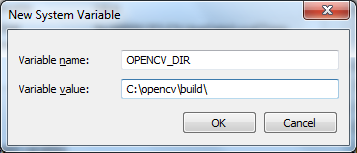 New System Variable
Variable name: OPENCV_DIR
Variable value: C:\opencv\build\
OK Cancel